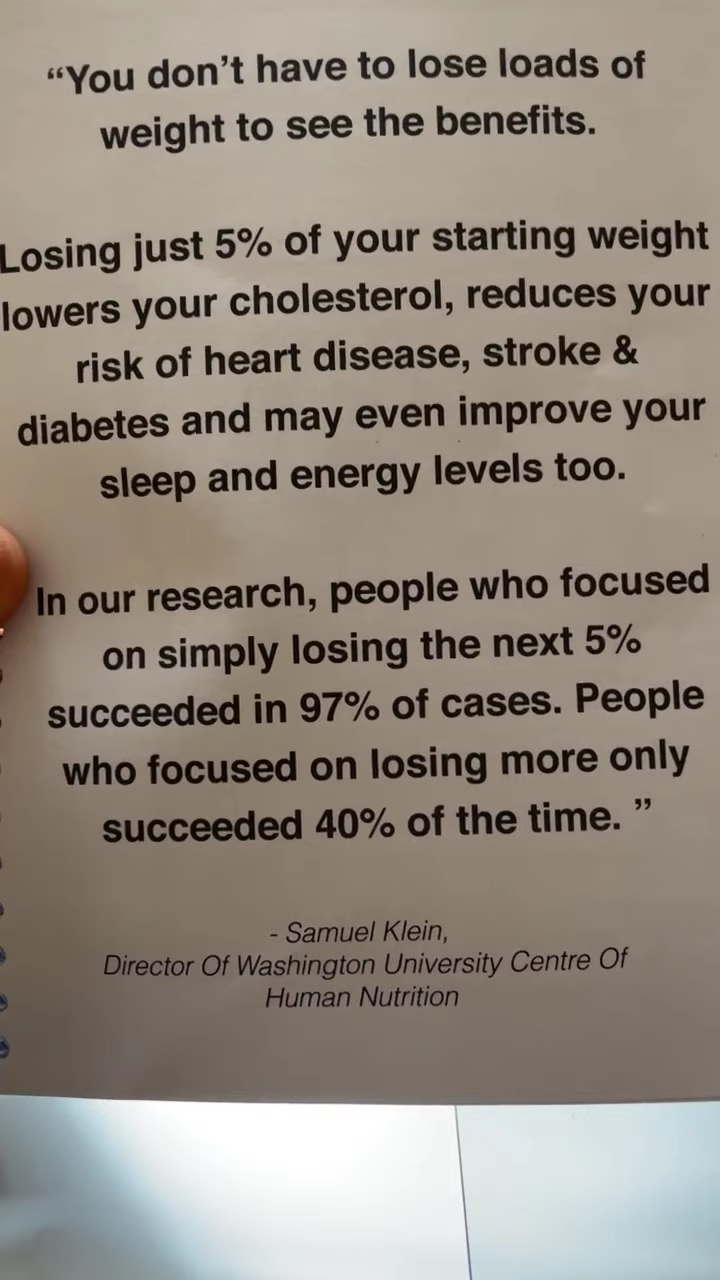 “You don’t have to lose loads of
weight to see the benefits.
Losing just 5% of your starting weight
lowers your cholesterol, reduces your
risk of heart disease, stroke &
diabetes and may even improve your
sleep and energy levels too.
In our research, people who focused
on simply losing the next 5%
succeeded in 97% of cases. People
who focused on losing more only
succeeded 40% of the time. ”
- Samuel Klein,
Director Of Washington University Centre Of
Human Nutrition